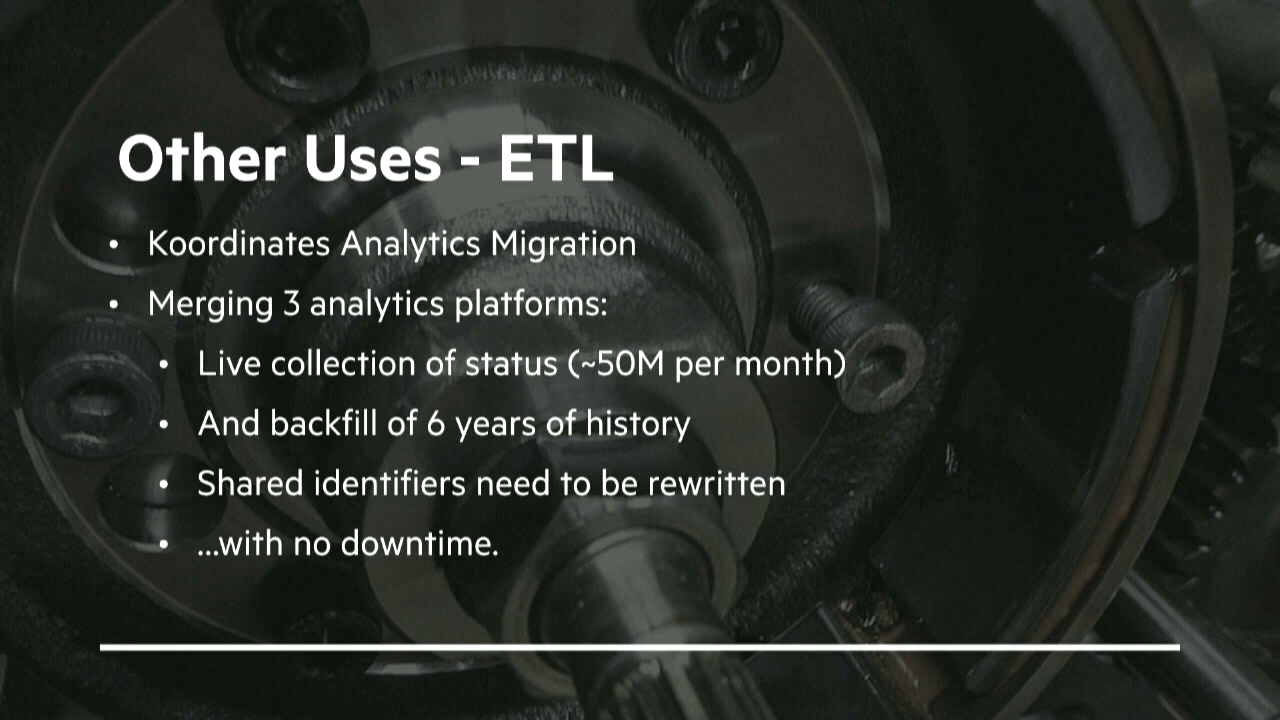 Other Uses - ETL
• Koordinates Analytics Migration
• Merging 3 analytics platforms:
• Live collection of status (~50M per month)
• And backfill of 6 years of history
• Shared identifiers need to be rewritten
• ...with no downtime.